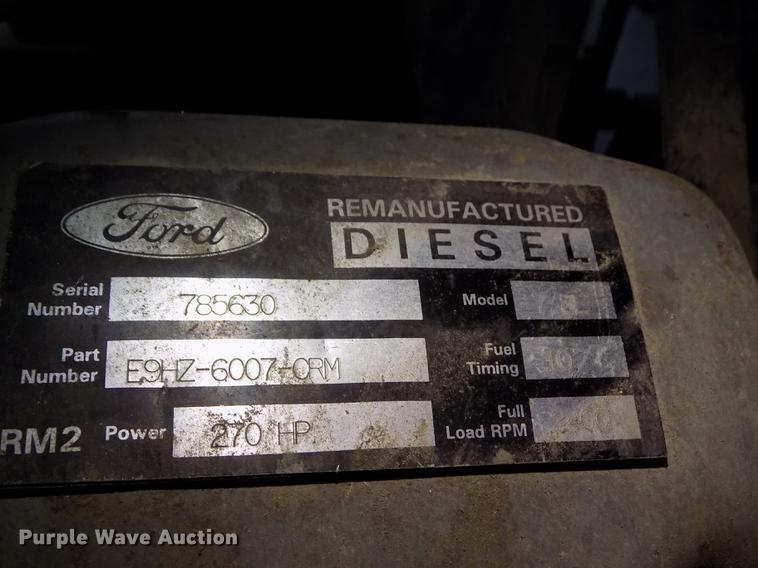 Ford
REMANUFACTURED
DIESEL
Serial Number 785630
Model
Part Number E9HZ-6007-CRM
Fuel Timing
RM2 Power 270 HP
Full Load RPM
Purple Wave Auction®